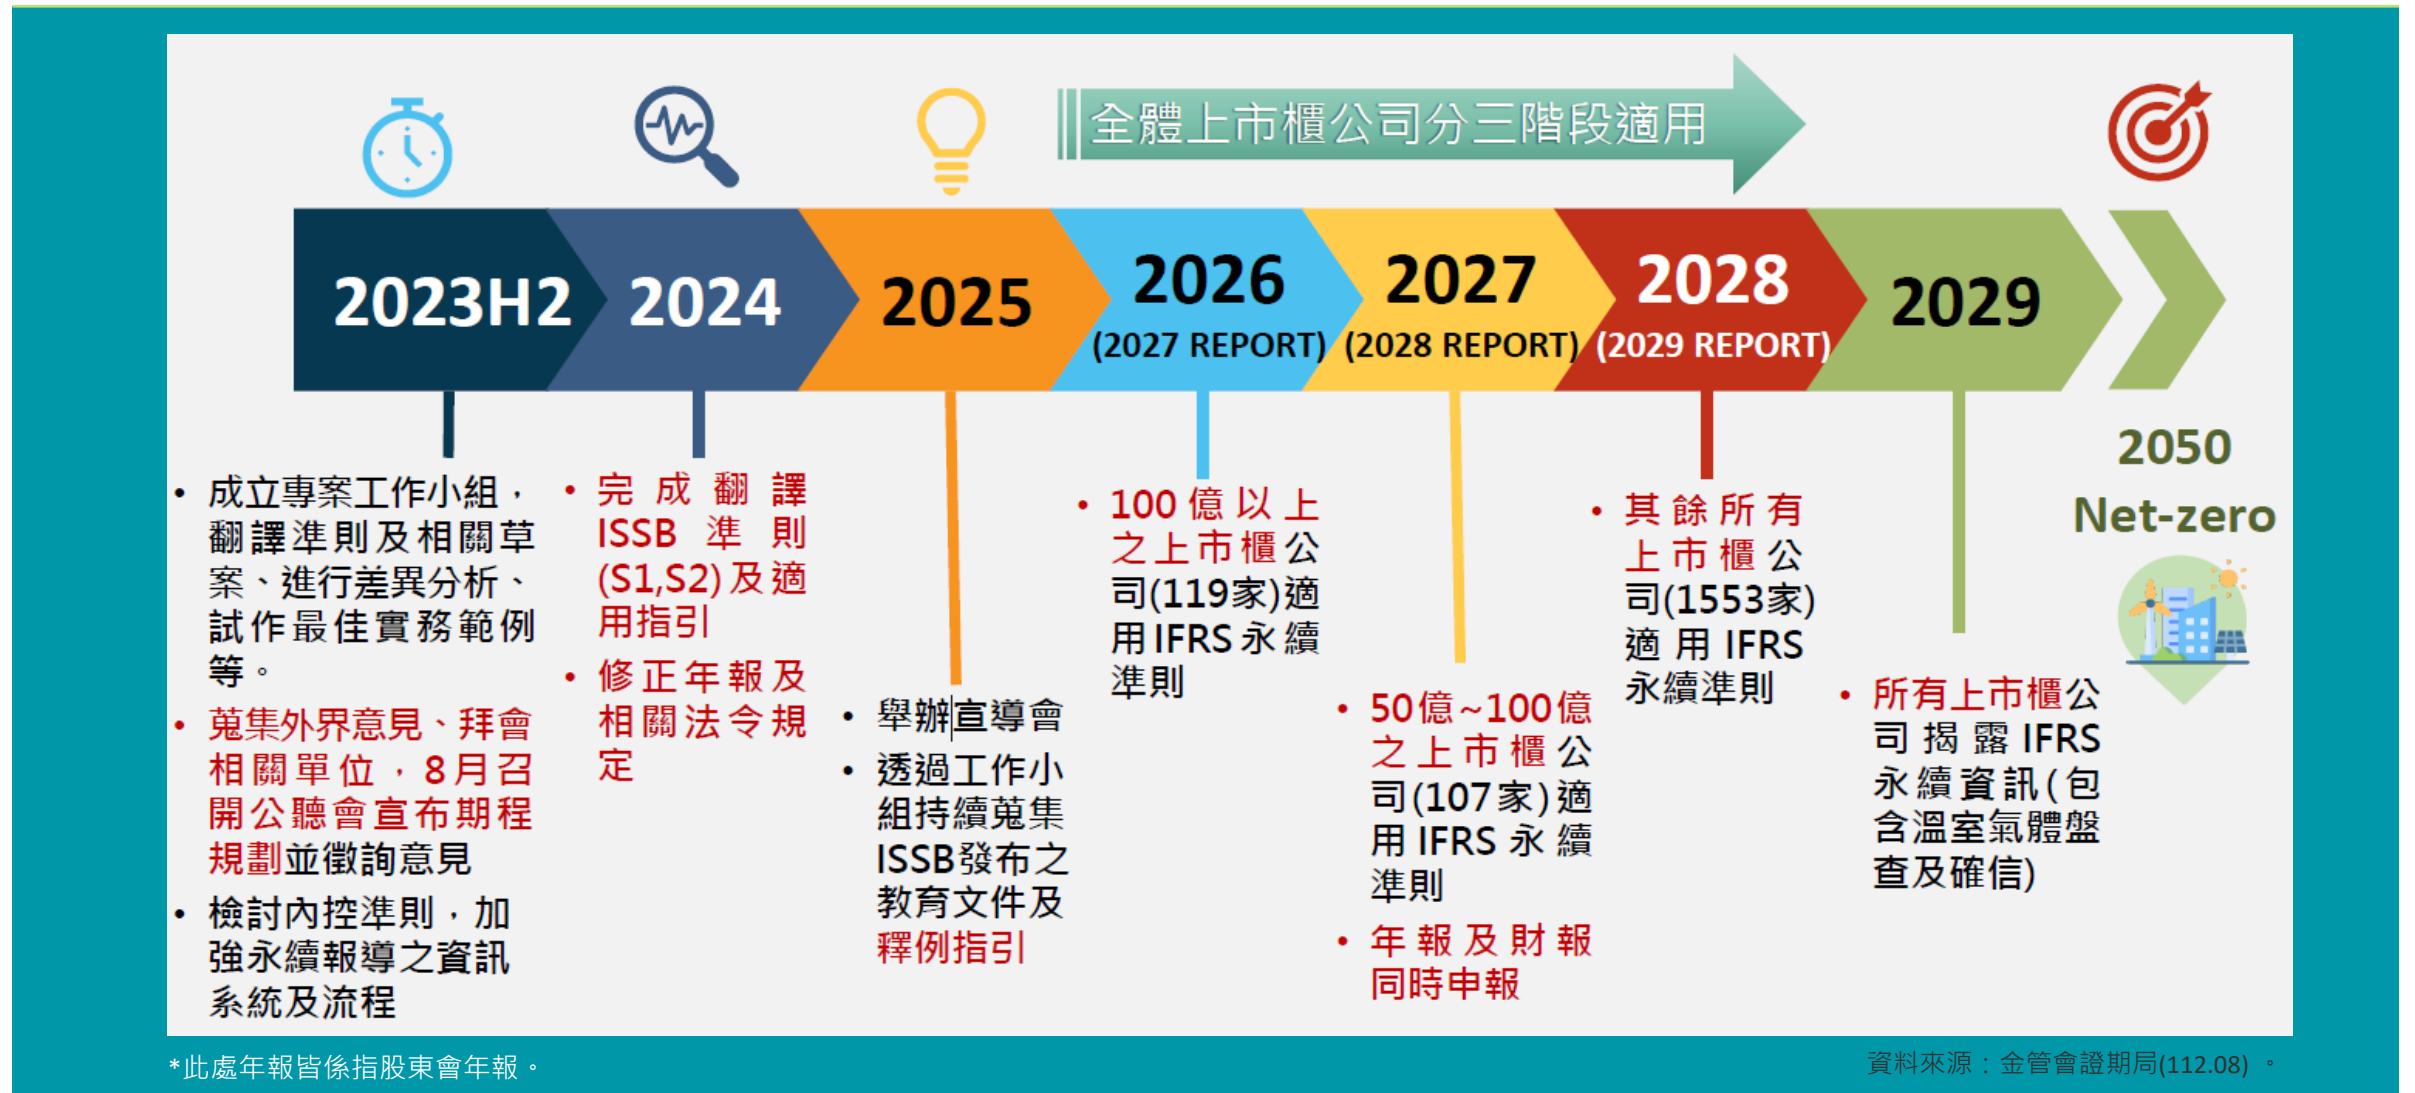 全體上市櫃公司分三階段適用
2023H2
2024
2025
2026
(2027 REPORT)
2027
(2028 REPORT)
2028
(2029 REPORT)
2029
• 成立專案工作小組，
翻譯準則及相關草
案、進行差異分析、
試作最佳實務範例
等。
• 蒐集外界意見、拜會
相關單位，8月召
開公聽會宣布期程
規劃並徵詢意見
• 檢討內控準則，加
強永續報導之資訊
系統及流程
• 完成翻譯
ISSB 準則
(S1,S2)及適
用指引
• 修正年報及
相關法令規
定
• 舉辦宣導會
• 透過工作小
組持續蒐集
ISSB發布之
教育文件及
釋例指引
• 100億以上
之上市櫃公
司(119家)適
用IFRS永續
準則
• 50億~100億
之上市櫃公
司(107家)適
用IFRS永續
準則
• 年報及財報
同時申報
• 其餘所有
上市櫃公
司(1553家)
適用IFRS
永續準則
• 所有上市櫃公
司揭露IFRS
永續資訊(包
含溫室氣體盤
查及確信)
2050
Net-zero
*此處年報皆係指股東會年報。
資料來源：金管會證期局(112.08)。